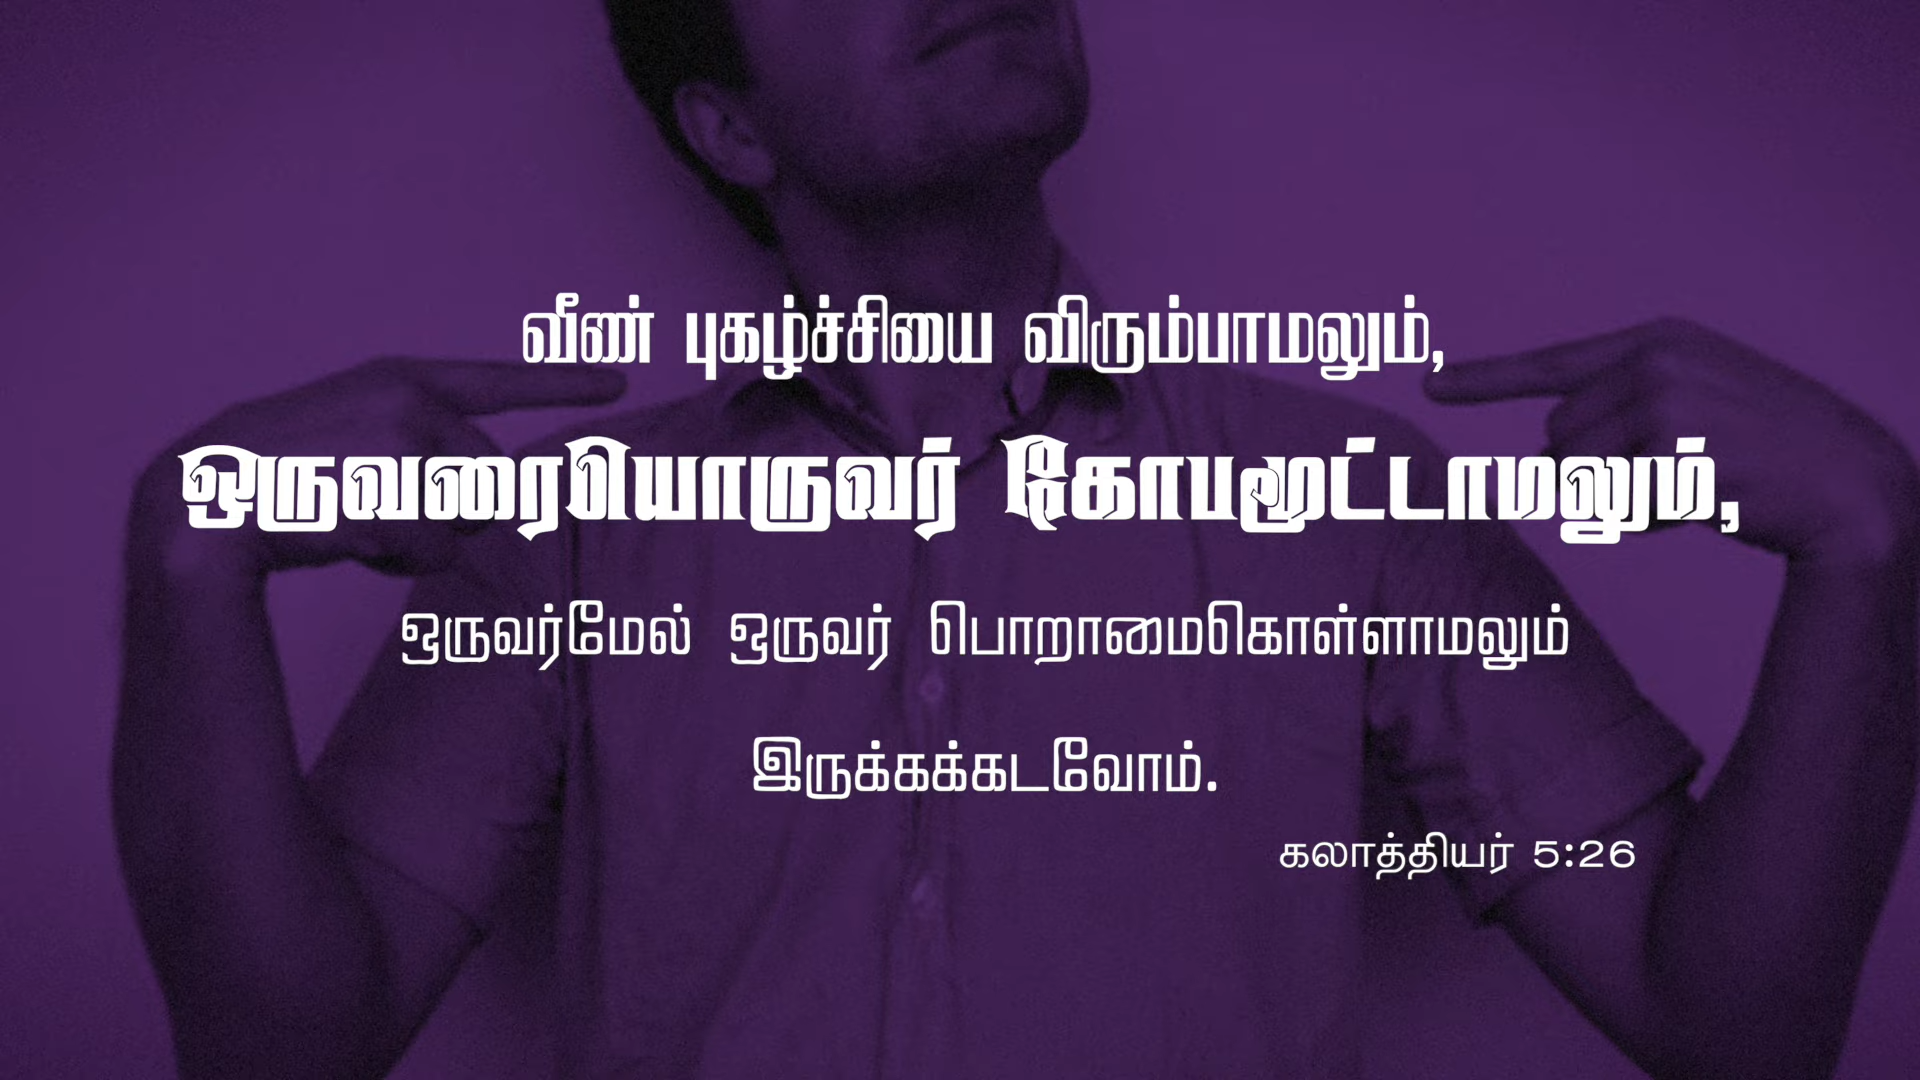 வீண் புகழ்ச்சியை விரும்பாமலும்,
ஒருவரையொருவர் கோபமூட்டாமலும்,
ஒருவர்மேல் ஒருவர் பொறாமைகொள்ளாமலும்
இருக்கக்கடவோம்.
கலாத்தியர் 5:26